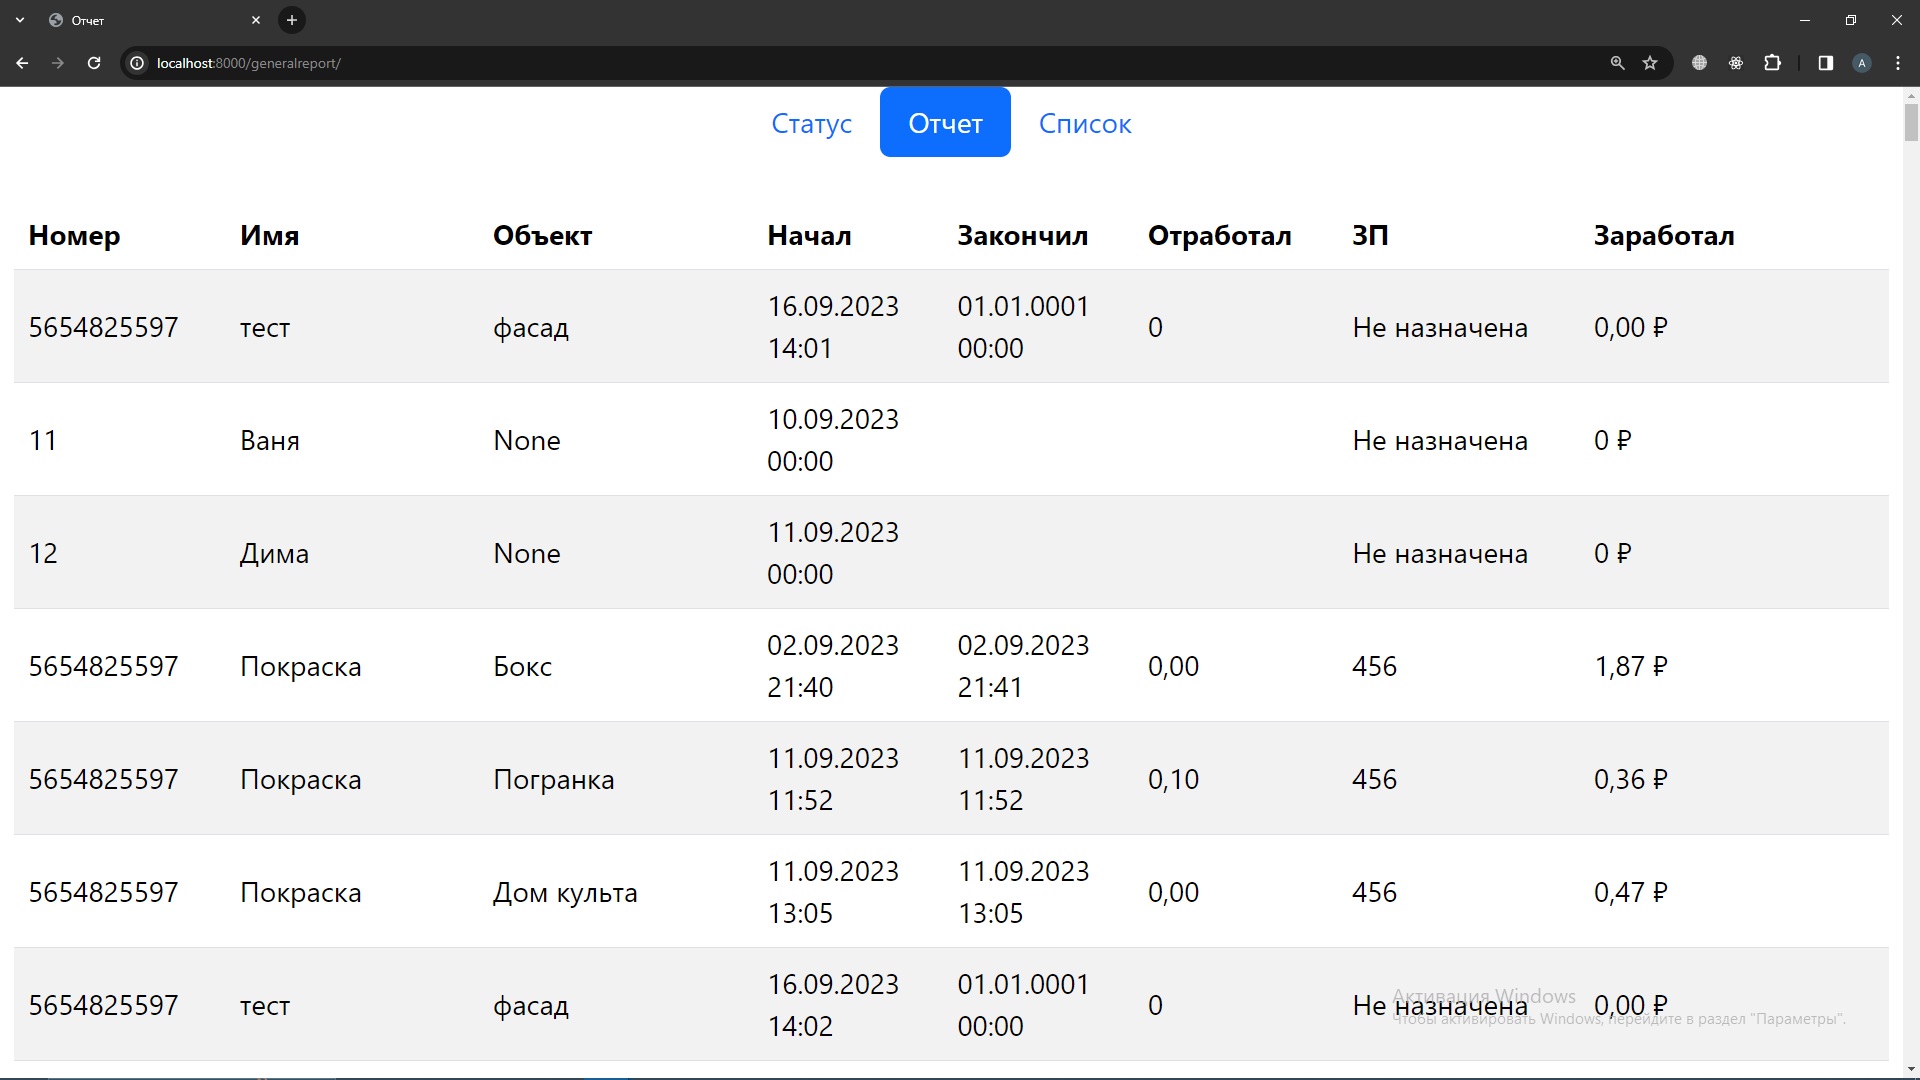 Отчет
localhost:8000/generalreport/
A
Статус Отчет Список
Номер Имя Объект Начал Закончил Отработал ЗП Заработал
5654825597 тест фасад 16.09.2023 14:01 01.01.0001 00:00 0 Не назначена 0,00 ₽
11 Ваня None 10.09.2023 00:00 Не назначена 0 ₽
12 Дима None 11.09.2023 00:00 Не назначена 0 ₽
5654825597 Покраска Бокс 02.09.2023 21:40 02.09.2023 21:41 0,00 456 1,87 ₽
5654825597 Покраска Погранка 11.09.2023 11:52 11.09.2023 11:52 0,10 456 0,36 ₽
5654825597 Покраска Дом культа 11.09.2023 13:05 11.09.2023 13:05 0,00 456 0,47 ₽
5654825597 тест фасад 16.09.2023 14:02 01.01.0001 00:00 0 Не назначена 0,00 ₽
Активация Windows
Чтобы активировать Windows, перейдите в раздел "Параметры".